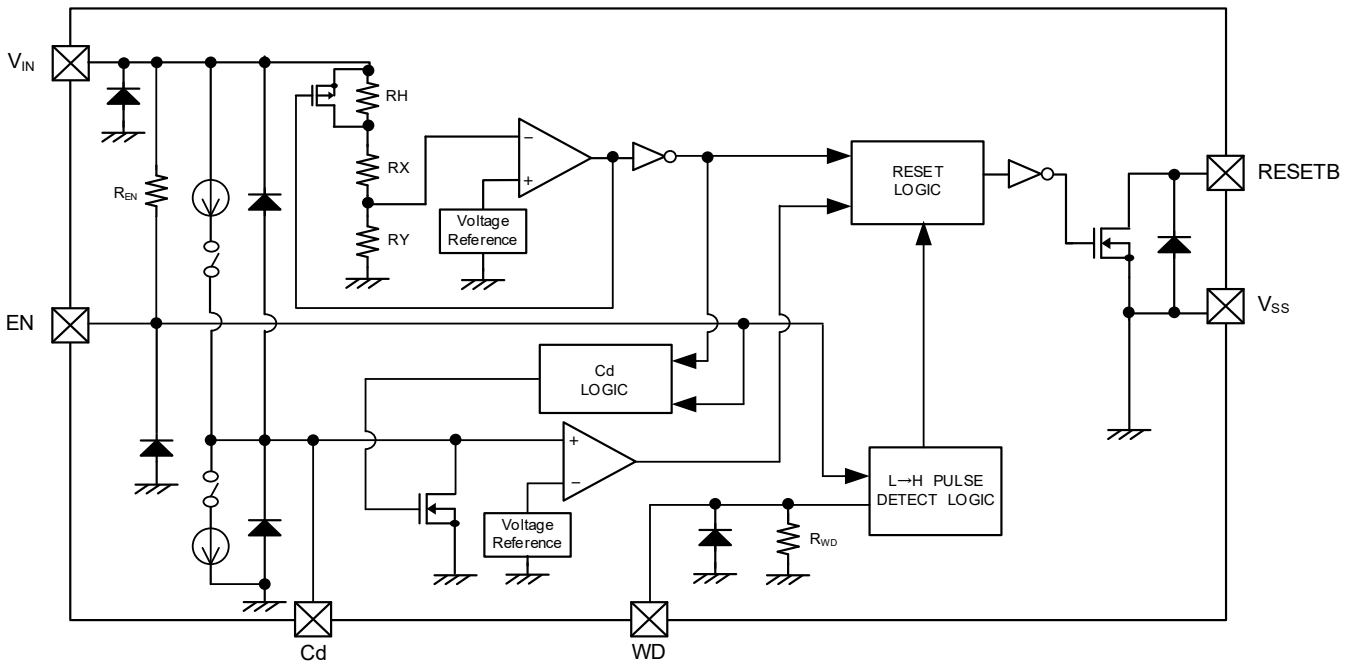 VIN
RH
RX
RY
REN
−
+
Voltage
Reference
RESET
LOGIC
RESETB
VSS
EN
Cd
LOGIC
+
−
Voltage
Reference
L→H PULSE
DETECT LOGIC
RWD
Cd
WD